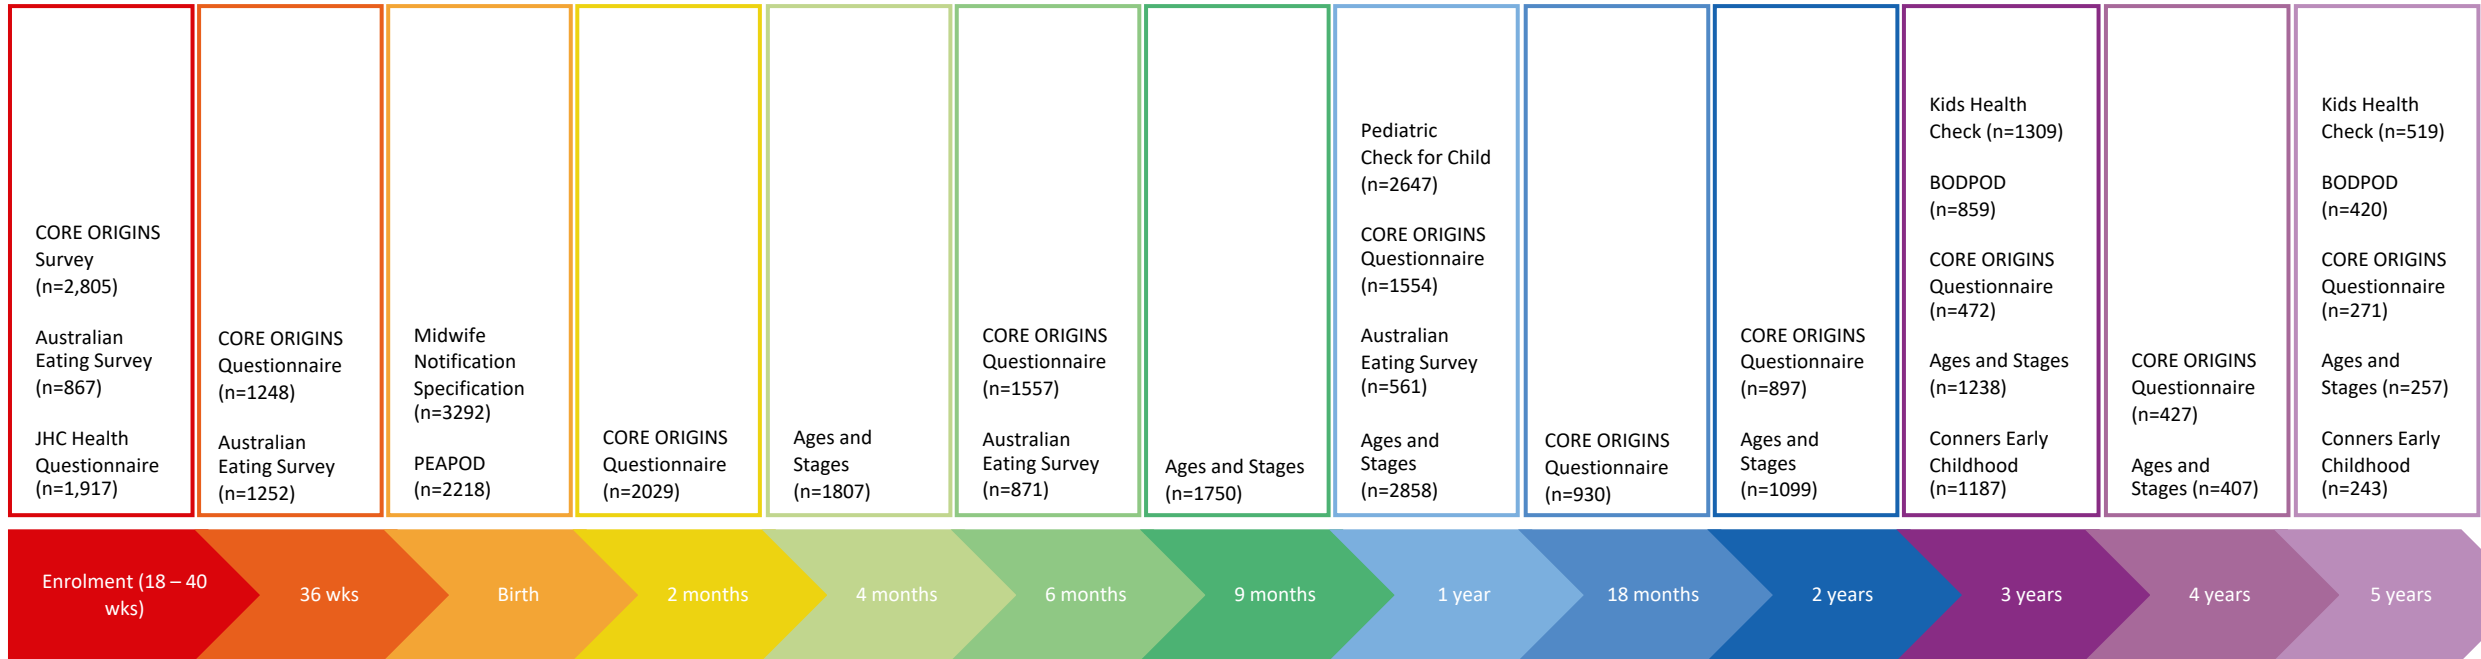 CORE ORIGINS
Survey
(n=2,805)
Australian
Eating Survey
(n=867)
JHC Health
Questionnaire
(n=1,917)
CORE ORIGINS
Questionnaire
(n=1248)
Australian
Eating Survey
(n=1252)
Midwife
Notification
Specification
(n=3292)
PEAPOD
(n=2218)
CORE ORIGINS
Questionnaire
(n=2029)
Ages and
Stages
(n=1807)
CORE ORIGINS
Questionnaire
(n=1557)
Australian
Eating Survey
(n=871)
Ages and Stages
(n=1750)
Pediatric
Check for Child
(n=2647)
CORE ORIGINS
Questionnaire
(n=1554)
Australian
Eating Survey
(n=561)
Ages and
Stages
(n=2858)
CORE ORIGINS
Questionnaire
(n=930)
CORE ORIGINS
Questionnaire
(n=897)
Ages and
Stages
(n=1099)
Kids Health
Check (n=1309)
BODPOD
(n=859)
CORE ORIGINS
Questionnaire
(n=472)
Ages and Stages
(n=1238)
Conners Early
Childhood
(n=1187)
CORE ORIGINS
Questionnaire
(n=427)
Ages and
Stages (n=407)
Kids Health
Check (n=519)
BODPOD
(n=420)
CORE ORIGINS
Questionnaire
(n=271)
Ages and
Stages (n=257)
Conners Early
Childhood
(n=243)
Enrolment (18 – 40
wks)
36 wks
Birth
2 months
4 months
6 months
9 months
1 year
18 months
2 years
3 years
4 years
5 years